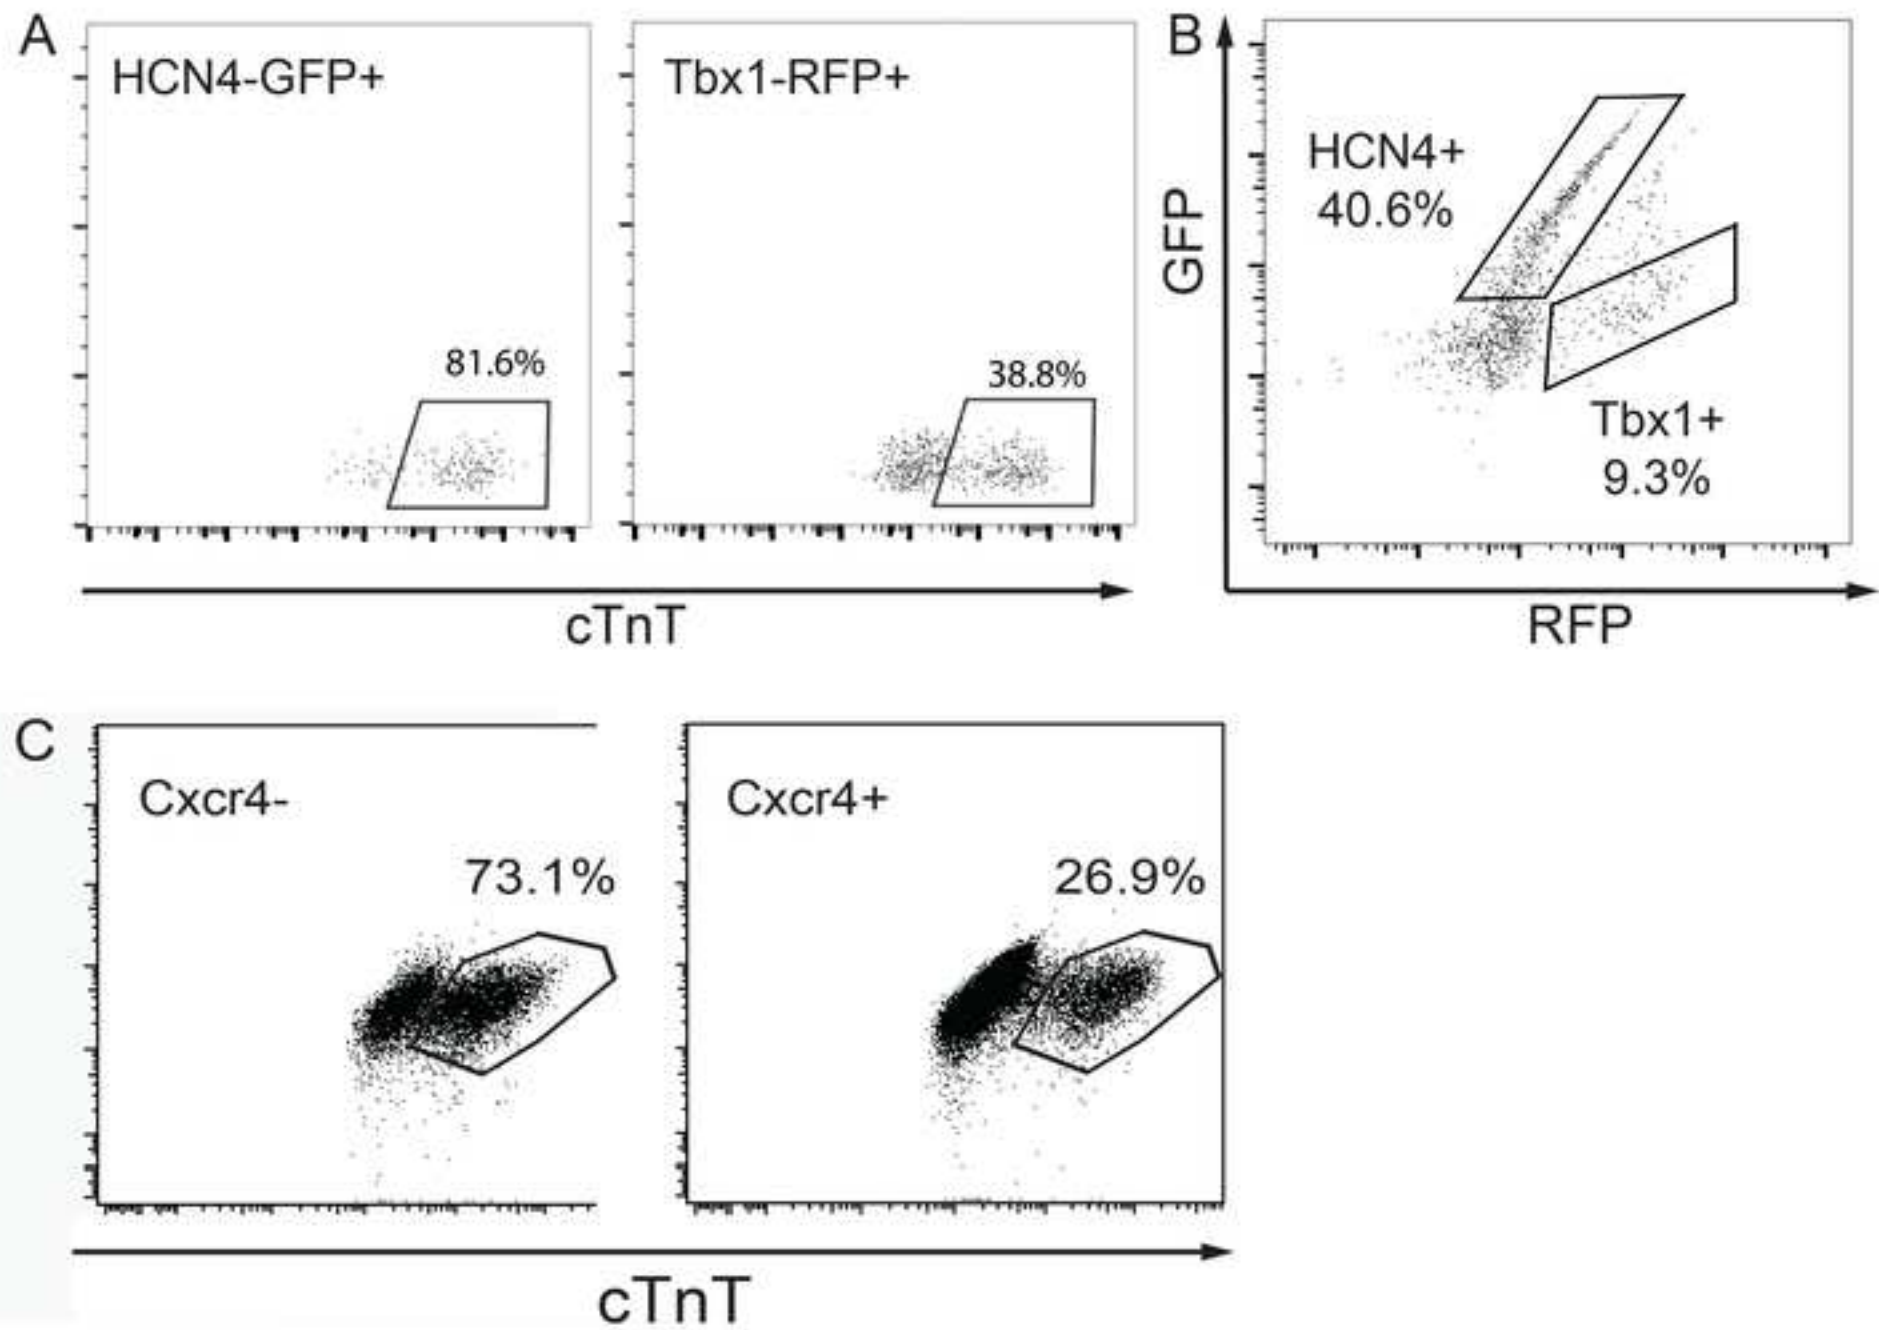 A
HCN4-GFP+
81.6%
Tbx1-RFP+
38.8%
cTnT
B
GFP
HCN4+
40.6%
Tbx1+
9.3%
RFP
C
Cxcr4-
73.1%
Cxcr4+
26.9%
cTnT